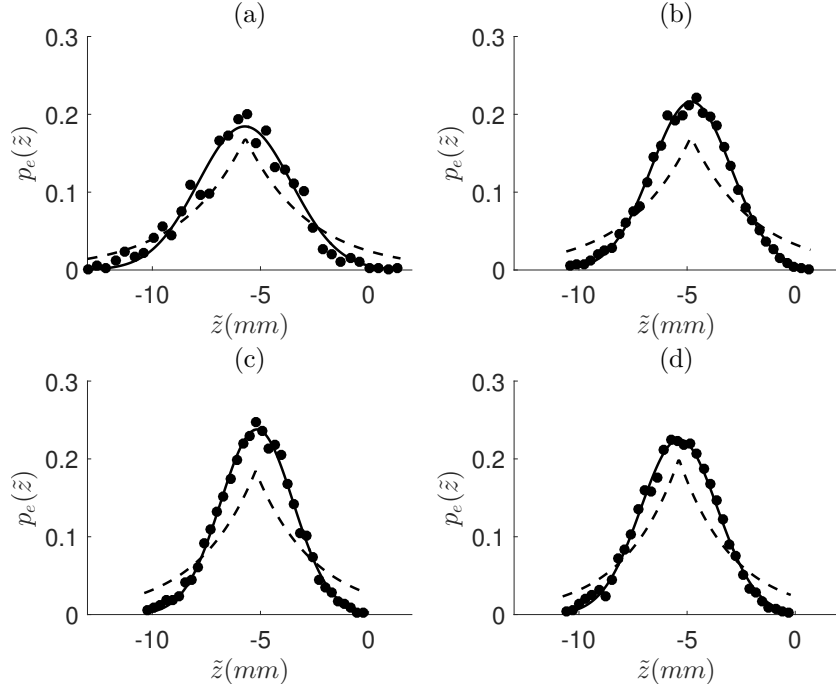 (a) (b)
0.3 0.3
0.2 0.2
p_e(z̃) p_e(z̃)
0.1 0.1
0 0
-10 -5 0 -10 -5 0
z̃(mm) z̃(mm)
(c) (d)
0.3 0.3
0.2 0.2
p_e(z̃) p_e(z̃)
0.1 0.1
0 0
-10 -5 0 -10 -5 0
z̃(mm) z̃(mm)